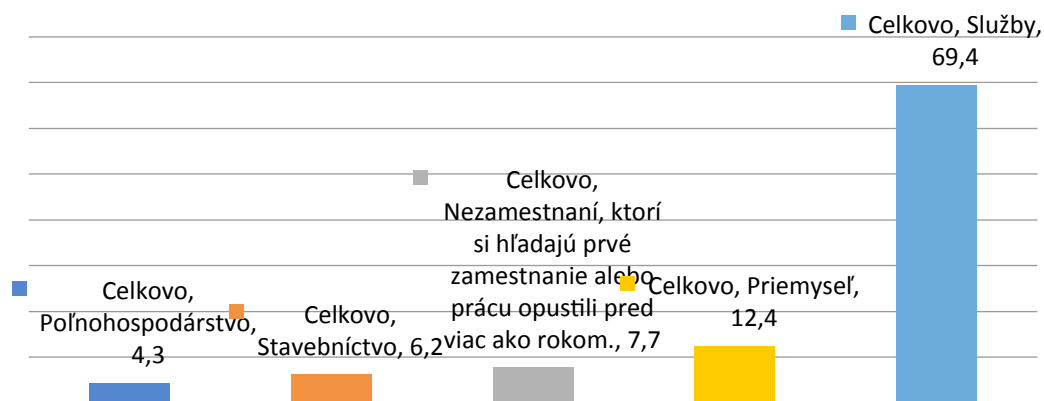 Celkovo, Služby,
69,4
Celkovo,
Nezamestnaní, ktorí
si hľadajú prvé
zamestnanie alebo
prácu opustili pred
viac ako rokom., 7,7
Celkovo,
Poľnohospodárstvo,
4,3
Celkovo,
Stavebníctvo, 6,2
Celkovo, Priemyseľ,
12,4